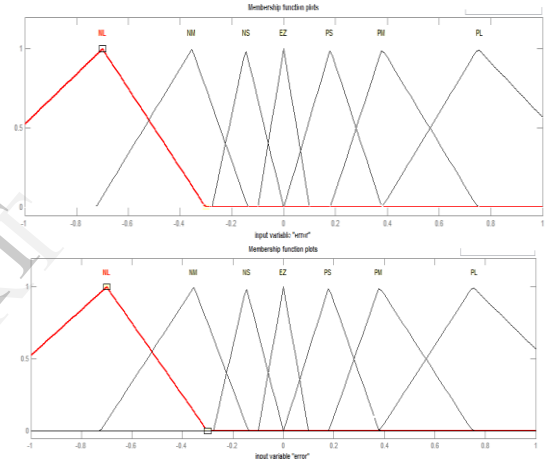 Membership function plots
NL NM NS EZ PS PM PL
1
0.5
0
-1 -0.8 -0.6 -0.4 -0.2 0 0.2 0.4 0.6 0.8 1
input variable
Membership function plots
NL NM NS EZ PS PM PL
1
0.5
0
-1 -0.8 -0.6 -0.4 -0.2 0 0.2 0.4 0.6 0.8 1
input variable "error"